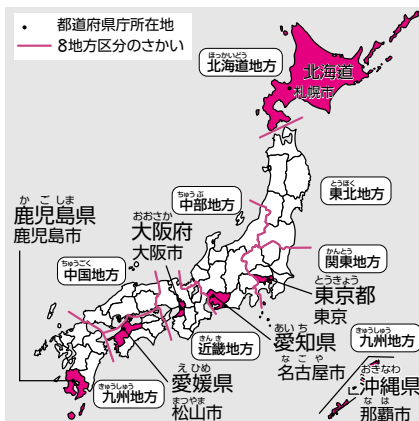 都道府県庁所在地
8地方区分のさかい
ほっかいどう
北海道地方
北海道
札幌市
とうほく
東北地方
ちゅうぶ
中部地方
かごしま
鹿児島県
鹿児島市
おおさか
大阪府
大阪市
かんとう
関東地方
ちゅうごく
中国地方
とうきょう
東京都
東京
きんき
近畿地方
あいち
愛知県
なごや
名古屋市
きゅうしゅう
九州地方
おきなわ
沖縄県
なは
那覇市
きゅうしゅう
九州地方
えひめ
愛媛県
まつやま
松山市